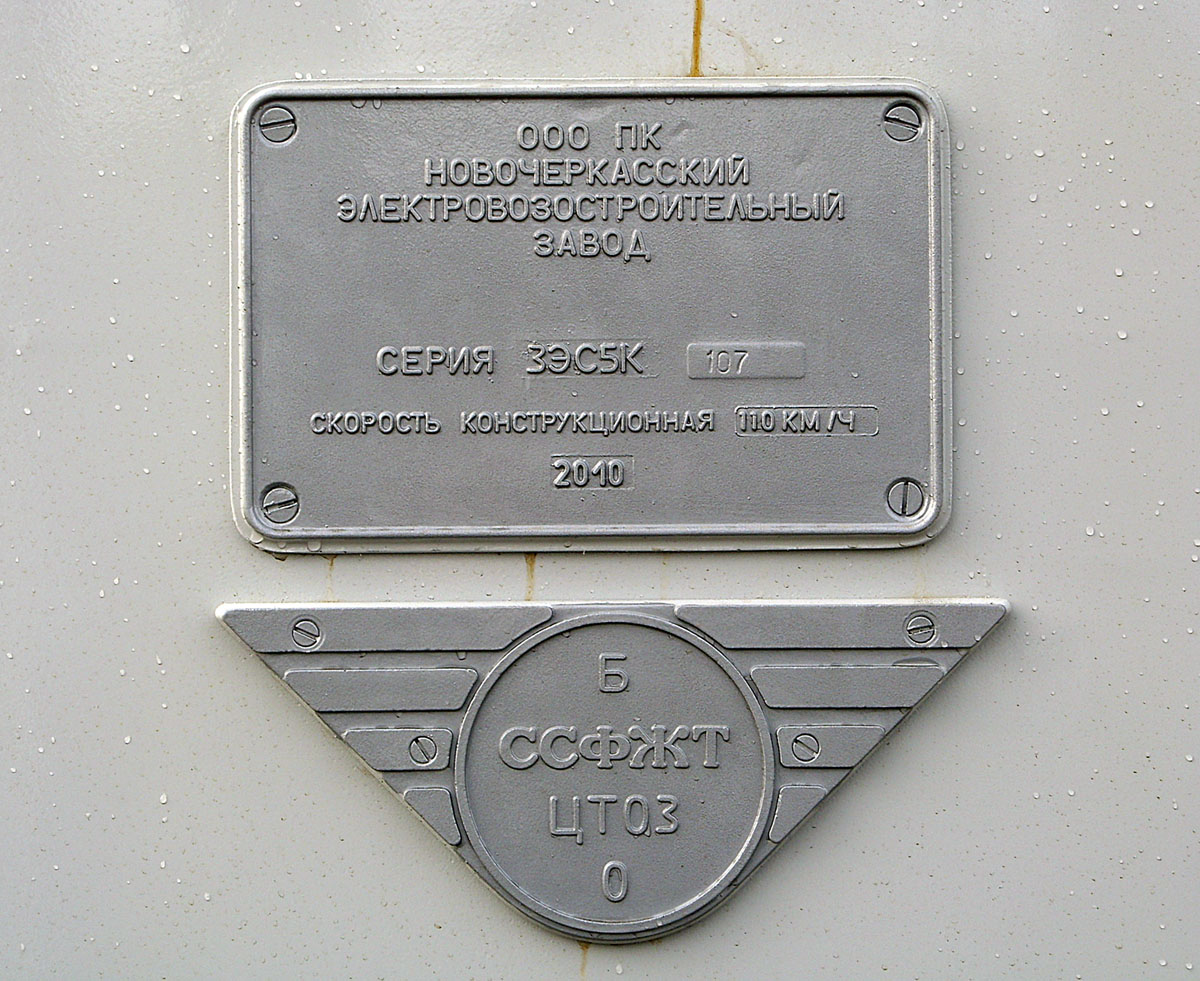 ООО ПК
НОВОЧЕРКАССКИЙ
ЭЛЕКТРОВОЗОСТРОИТЕЛЬНЫЙ
ЗАВОД
СЕРИЯ 3ЭС5К 107
СКОРОСТЬ КОНСТРУКЦИОННАЯ 110 КМ/Ч
2010
Б
ССФЖТ
ЦТ03
0